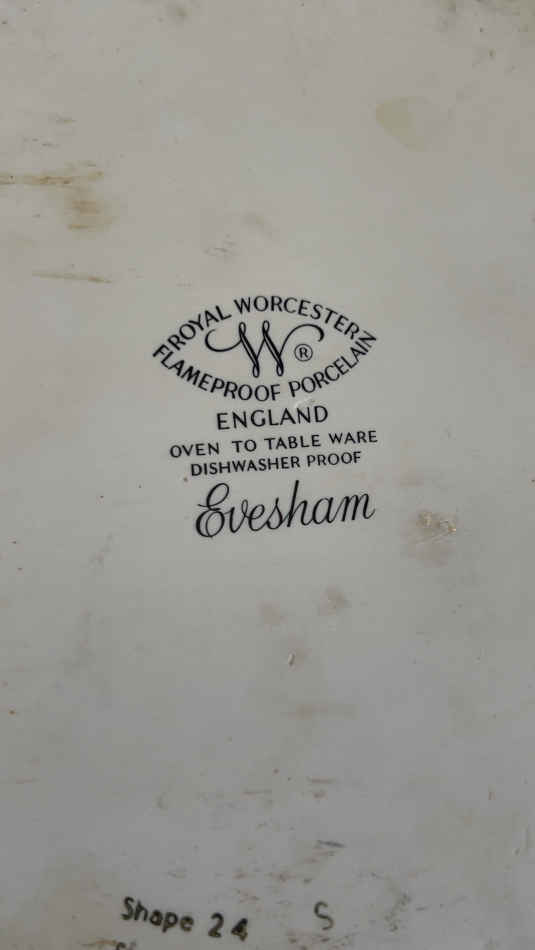 ROYAL WORCESTER
W ®
FLAMEPROOF PORCELAIN
ENGLAND
OVEN TO TABLE WARE
DISHWASHER PROOF
Evesham
Shape 24 S